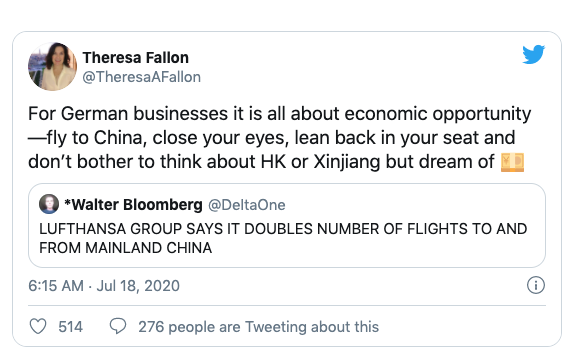 Theresa Fallon
@TheresaAFallon
For German businesses it is all about economic opportunity
—fly to China, close your eyes, lean back in your seat and
don’t bother to think about HK or Xinjiang but dream of 💴
*Walter Bloomberg @DeltaOne
LUFTHANSA GROUP SAYS IT DOUBLES NUMBER OF FLIGHTS TO AND
FROM MAINLAND CHINA
6:15 AM · Jul 18, 2020
514 276 people are Tweeting about this